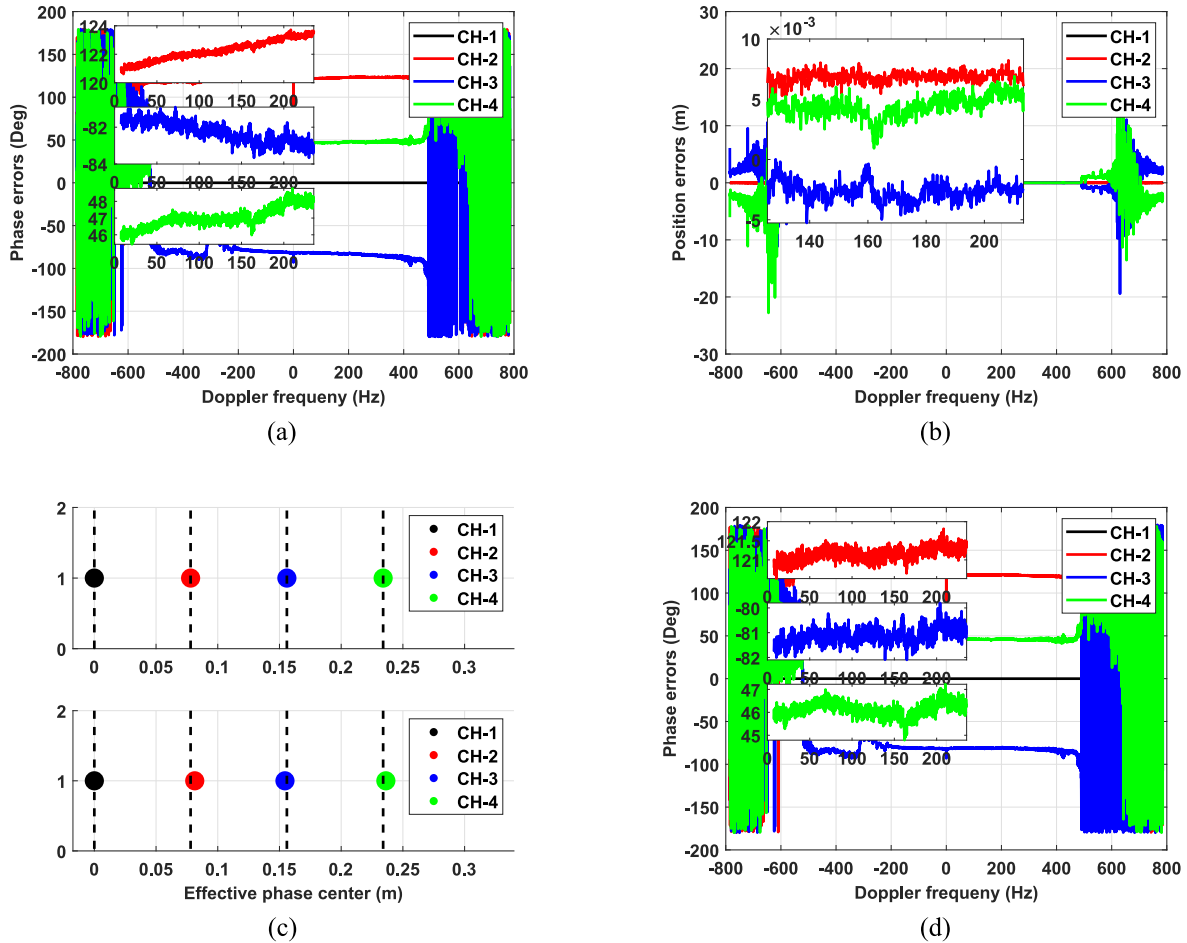 200
150
100
50
0
-50
-100
-150
-200
Phase errors (Deg)
-800 -600 -400 -200 0 200 400 600 800
Doppler frequeny (Hz)
124
122
120
0 50 100 150 200
-82
-84
0 50 100 150 200
48
47
46
0 50 100 150 200
CH-1
CH-2
CH-3
CH-4
(a)
30
20
10
0
-10
-20
-30
Position errors (m)
-800 -600 -400 -200 0 200 400 600 800
Doppler frequeny (Hz)
× 10⁻³
10
5
0
-5
140 160 180 200
CH-1
CH-2
CH-3
CH-4
(b)
2
1
0
0 0.05 0.1 0.15 0.2 0.25 0.3
CH-1
CH-2
CH-3
CH-4
2
1
0
0 0.05 0.1 0.15 0.2 0.25 0.3
CH-1
CH-2
CH-3
CH-4
Effective phase center (m)
(c)
200
150
100
50
0
-50
-100
-150
-200
Phase errors (Deg)
-800 -600 -400 -200 0 200 400 600 800
Doppler frequeny (Hz)
122
121.5
121
0 50 100 150 200
-80
-81
-82
0 50 100 150 200
47
46
45
0 50 100 150 200
CH-1
CH-2
CH-3
CH-4
(d)